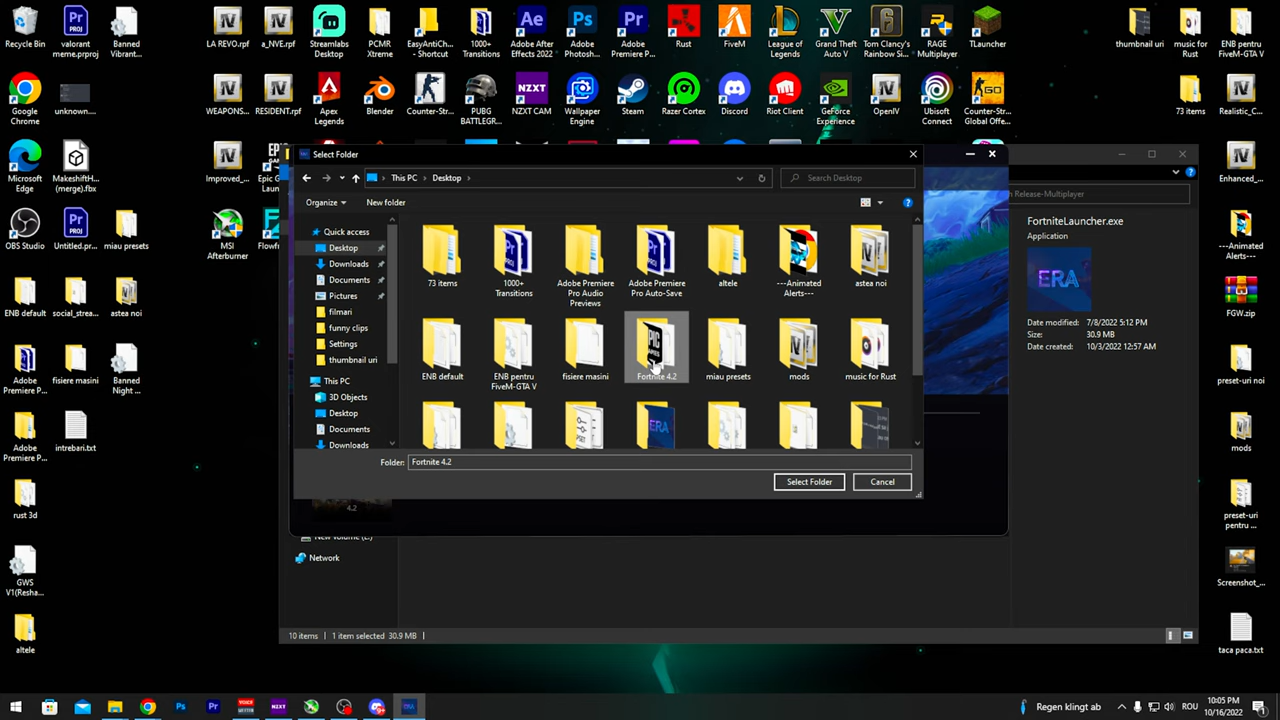 Recycle Bin
valorant
meme.prproj
Banned
Vibrant...
LA REVO.rpf
a_NVE.rpf
Streamlabs
Desktop
PCMR
Xtreme
EasyAntiCh...
- Shortcut
1000+
Transitions
Adobe After
Effects 2022
Adobe
Photosh...
Adobe
Premiere P...
Rust
FiveM
League of
Legends
Grand Theft
Auto V
Tom Clancy's
Rainbow Si...
RAGE
Multiplayer
TLauncher
thumbnail uri
music for
Rust
ENB pentru
FiveM-GTA V
Google
Chrome
unknown....
WEAPONS...
RESIDENT.rpf
Apex
Legends
Blender
Counter-Str...
PUBG
BATTLEGR...
NZXT CAM
Wallpaper
Engine
Steam
Razer Cortex
Discord
Riot Client
GeForce
Experience
OpenIV
Ubisoft
Connect
Counter-Str...
Global Offe...
73 items
Realistic_C...
Microsoft
Edge
MakeshiftH...
(merge).fbx
Improved_...
Enhanced_...
OBS Studio
Untitled.pr...
miau presets
MSI
Afterburner
---Animated
Alerts---
ENB default
social_strea...
astea noi
FGW.zip
Adobe
Premiere P...
fisiere masini
Banned
Night ...
preset-uri noi
Adobe
Premiere P...
intrebari.txt
mods
rust 3d
preset-uri
pentru ...
GWS
V1(Resha...
Screenshot_...
altele
taca paca.txt
Select Folder
This PC
Desktop
Search Desktop
Organize
New folder
Quick access
Desktop
Downloads
Documents
Pictures
filmari
funny clips
Settings
thumbnail uri
This PC
3D Objects
Desktop
Documents
Downloads
73 items
1000+
Transitions
Adobe Premiere
Pro Audio
Previews
Adobe Premiere
Pro Auto-Save
altele
---Animated
Alerts---
astea noi
ENB default
ENB pentru
FiveM-GTA V
fisiere masini
Fortnite 4.2
miau presets
mods
music for Rust
ERA
Folder:
Fortnite 4.2
Select Folder
Cancel
4.2
Network
10 items
1 item selected 30.9 MB
h Release-Multiplayer
FortniteLauncher.exe
Application
ERA
Date modified:
7/8/2022 5:12 PM
Size:
30.9 MB
Date created:
10/3/2022 12:57 AM
Regen klingt ab
ROU
10:05 PM
10/16/2022